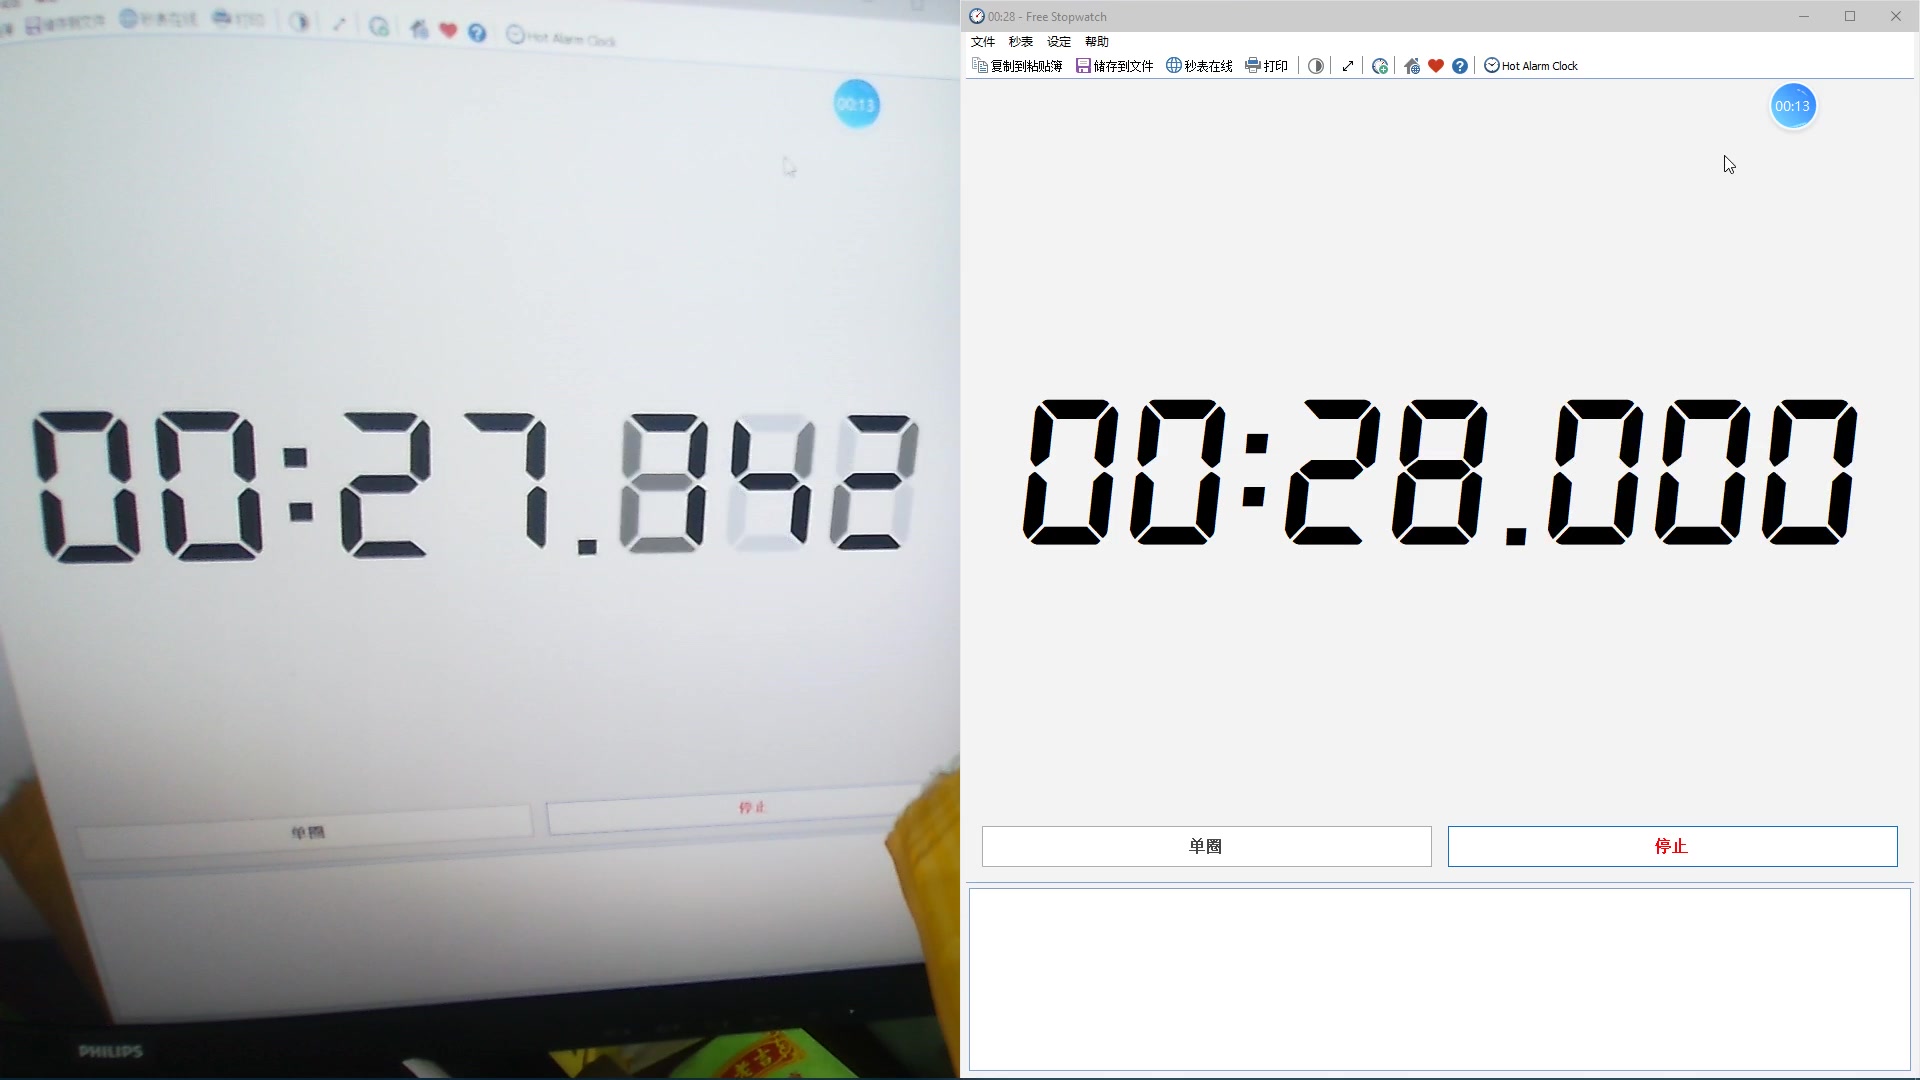 储存到文件 秒表在线 打印 Hot Alarm Clock
00:13
00:27.
单圈 停止
PHILIPS
00:28 - Free Stopwatch
文件 秒表 设定 帮助
复制到粘贴簿 储存到文件 秒表在线 打印 Hot Alarm Clock
00:13
00:28.000
单圈 停止